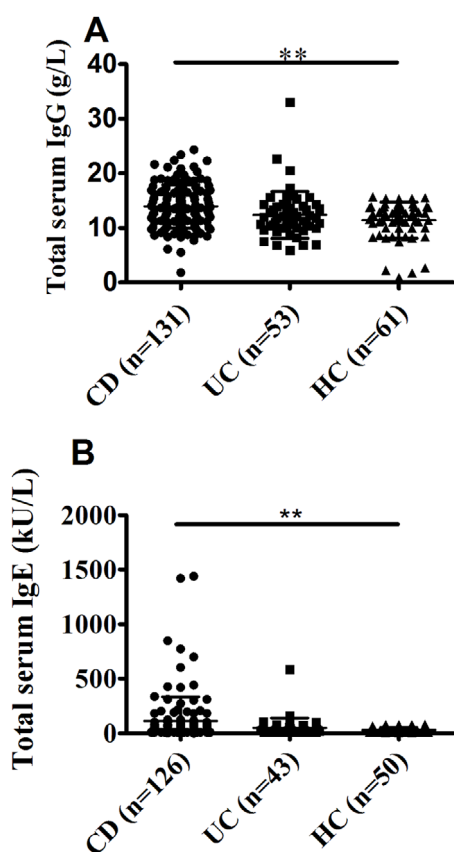 A
**
Total serum IgG (g/L)
40
30
20
10
0
CD (n=131)
UC (n=53)
HC (n=61)
B
**
Total serum IgE (kU/L)
2000
1500
1000
500
0
CD (n=126)
UC (n=43)
HC (n=50)